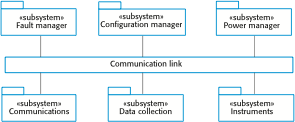 «subsystem»
Fault manager
«subsystem»
Configuration manager
«subsystem»
Power manager
Communication link
«subsystem»
Communications
«subsystem»
Data collection
«subsystem»
Instruments